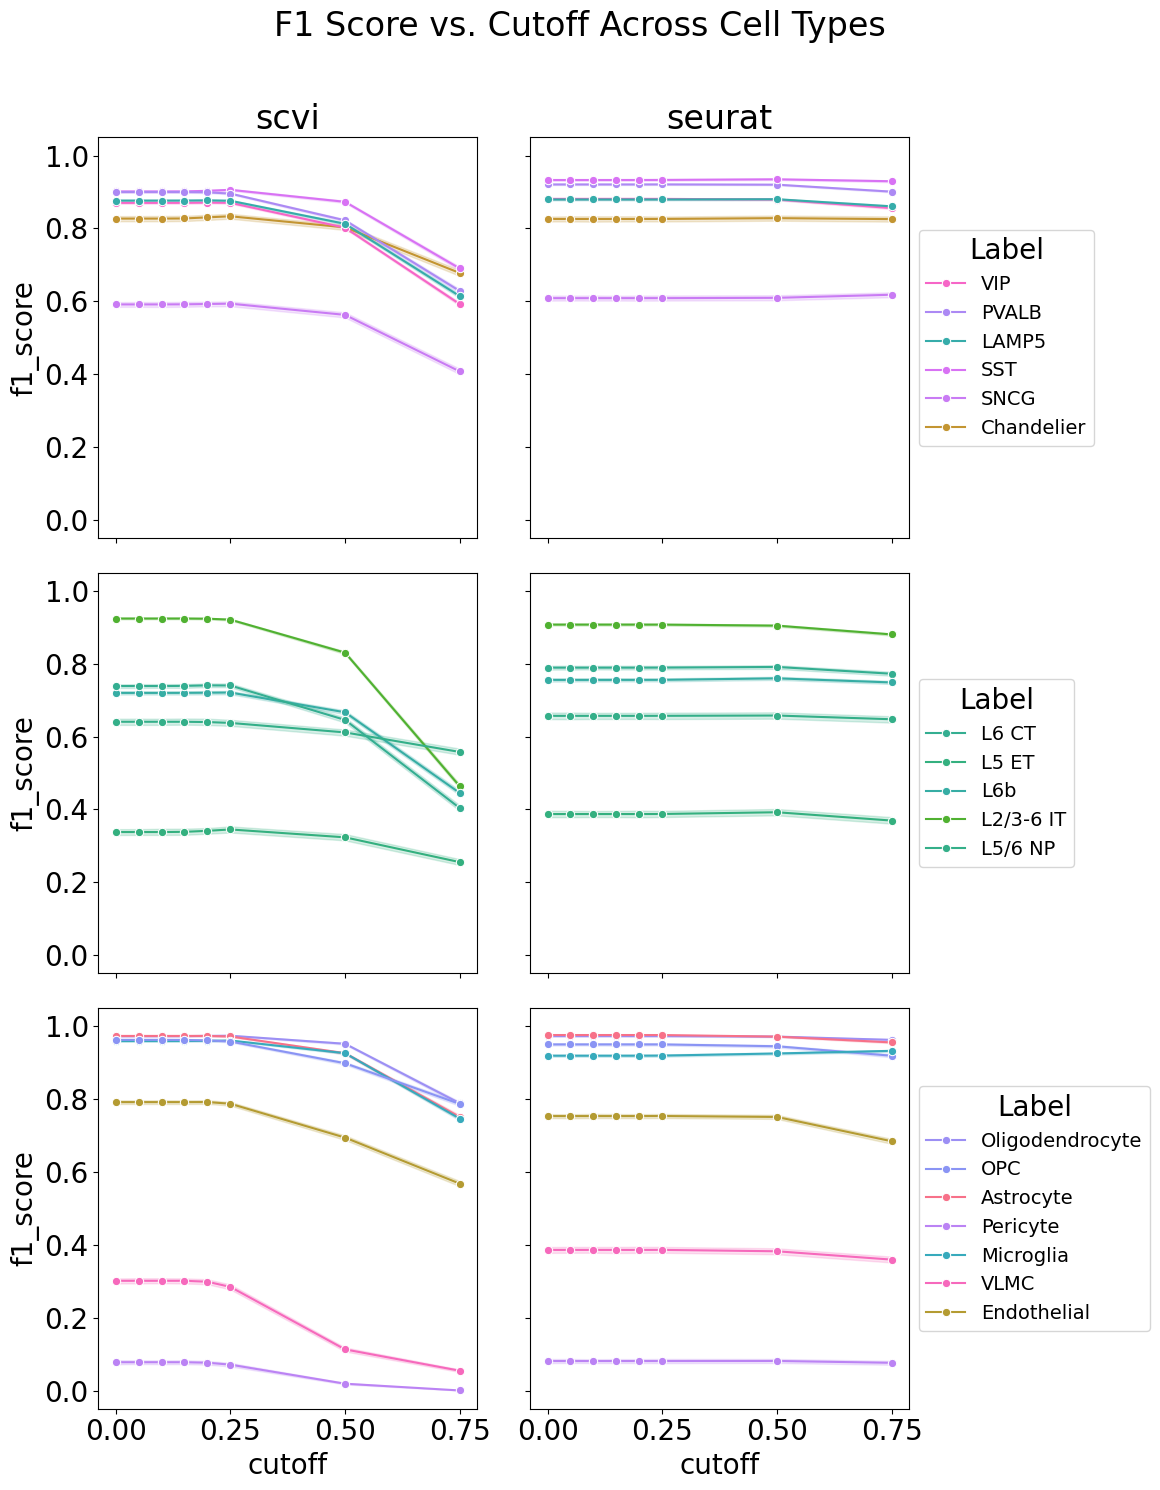 F1 Score vs. Cutoff Across Cell Types
scvi
seurat
1.0
0.8
0.6
0.4
0.2
0.0
f1_score
Label
VIP
PVALB
LAMP5
SST
SNCG
Chandelier
1.0
0.8
0.6
0.4
0.2
0.0
f1_score
Label
L6 CT
L5 ET
L6b
L2/3-6 IT
L5/6 NP
1.0
0.8
0.6
0.4
0.2
0.0
f1_score
Label
Oligodendrocyte
OPC
Astrocyte
Pericyte
Microglia
VLMC
Endothelial
0.00 0.25 0.50 0.75
cutoff
0.00 0.25 0.50 0.75
cutoff